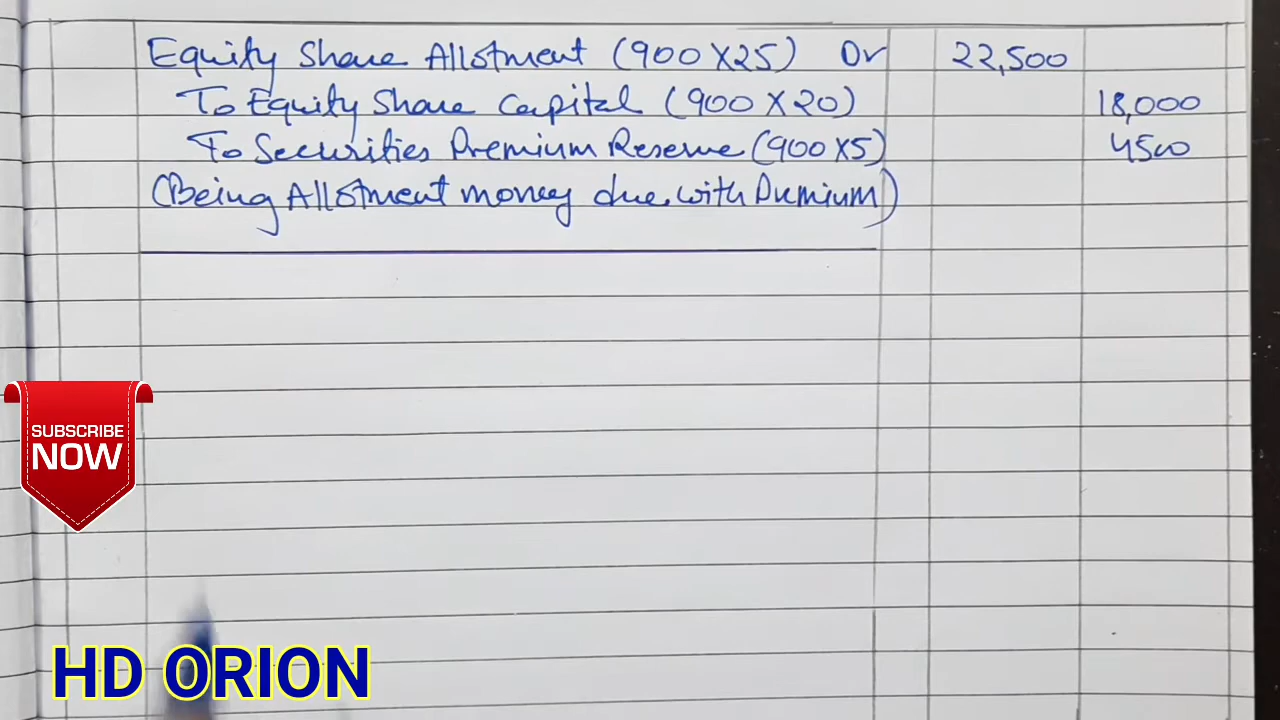 Equity Share Allotment (900 X 25) Dr 22,500
To Equity Share Capital (900 X 20) 18,000
To Securities Premium Reserve (900 X 5) 4500
(Being Allotment money due with Premium)
SUBSCRIBE
NOW
HD ORION